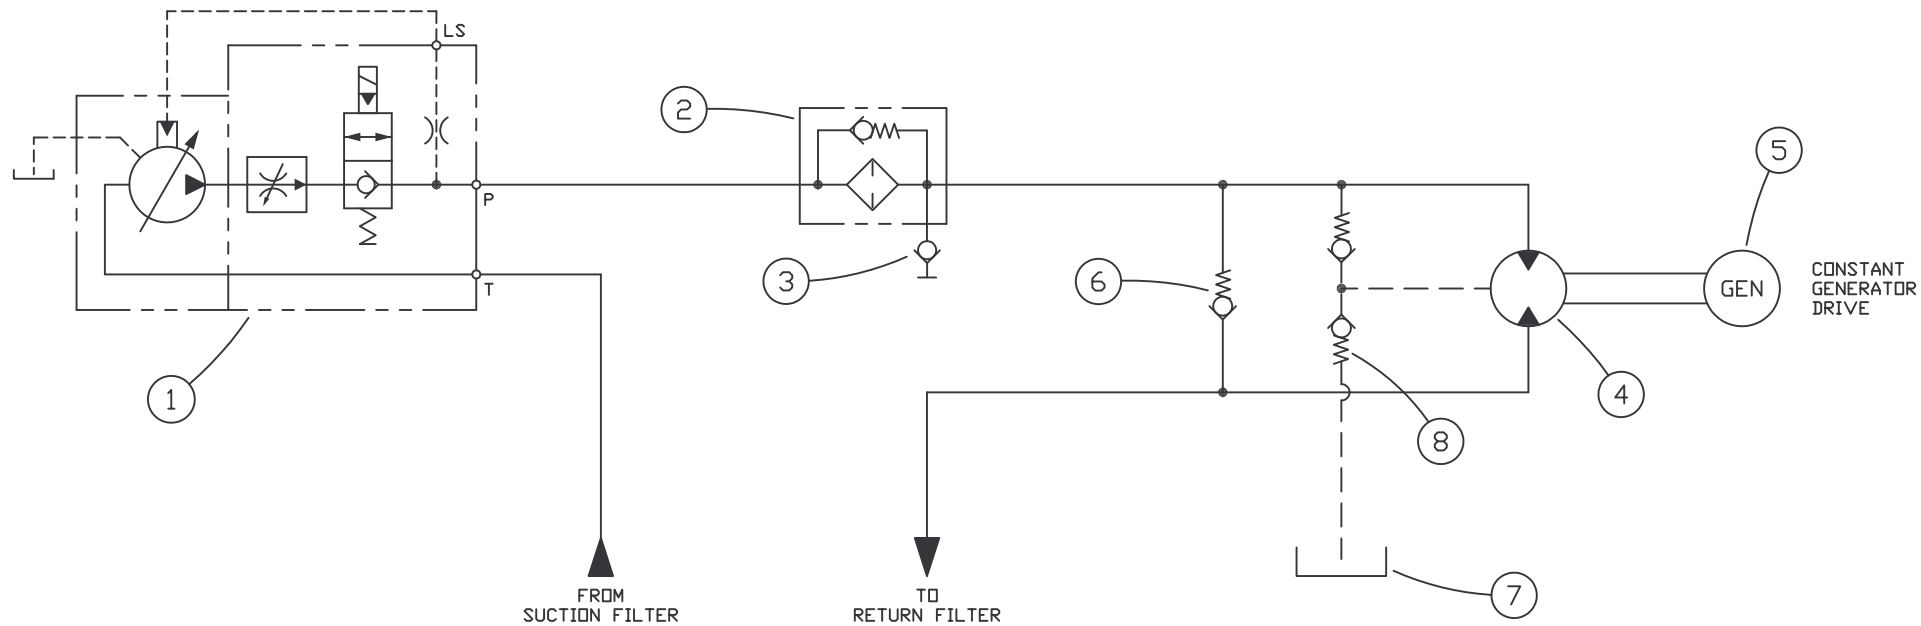 LS
2
5
P
3
6
T
GEN
CONSTANT
GENERATOR
DRIVE
1
4
8
FROM
SUCTION FILTER
TO
RETURN FILTER
7